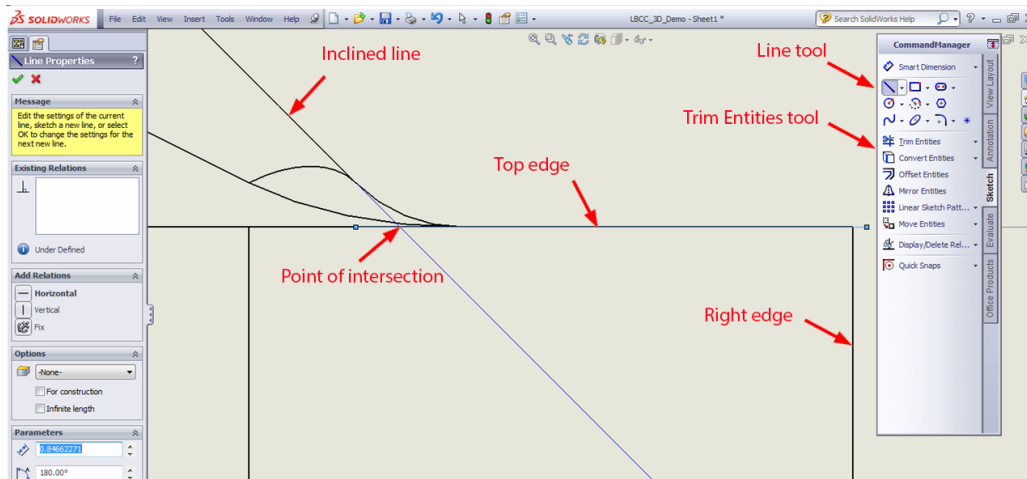 SOLIDWORKS File Edit View Insert Tools Window Help LBCC_3D_Demo - Sheet1 * Search SolidWorks Help
Line Properties ?
Message
Edit the settings of the current
line, sketch a new line, or select
OK to change the settings for the
next new line.
Existing Relations
Under Defined
Add Relations
Horizontal
Vertical
Fix
Options
-None-
For construction
Infinite length
Parameters
0.84662271
180.00°
Inclined line
Top edge
Point of intersection
Right edge
Line tool
Trim Entities tool
CommandManager
Smart Dimension
Trim Entities
Convert Entities
Offset Entities
Mirror Entities
Linear Sketch Patt...
Move Entities
Display/Delete Rel...
Quick Snaps
View Layout
Annotation
Sketch
Evaluate
Office Products